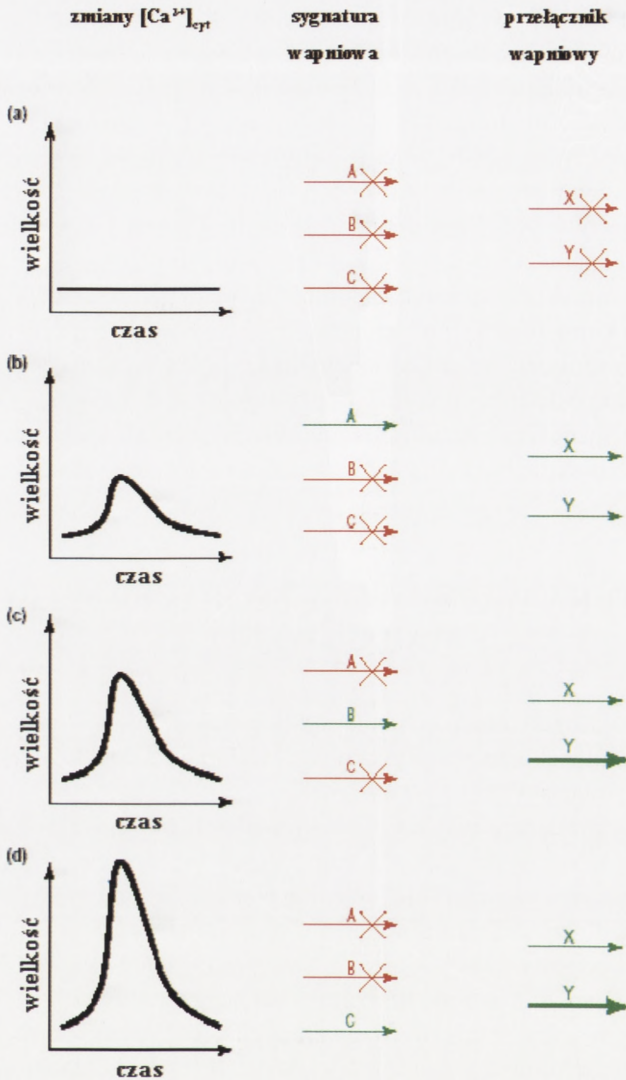 zmiany [Ca²⁺]cyt sygnatura przełącznik
wapniowa wapniowy
(a)
wielkość
czas
A
B
C
X
Y
(b)
wielkość
czas
A
B
C
X
Y
(c)
wielkość
czas
A
B
C
X
Y
(d)
wielkość
czas
A
B
C
X
Y